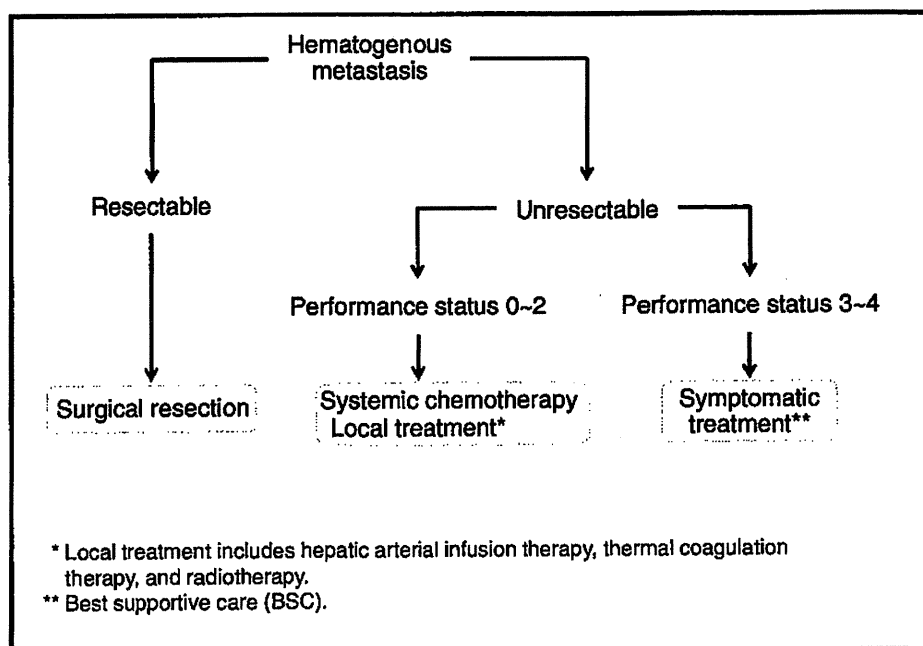 Hematogenous
metastasis
Resectable
Unresectable
Performance status 0~2
Performance status 3~4
Surgical resection
Systemic chemotherapy
Local treatment*
Symptomatic
treatment**
* Local treatment includes hepatic arterial infusion therapy, thermal coagulation
therapy, and radiotherapy.
** Best supportive care (BSC).